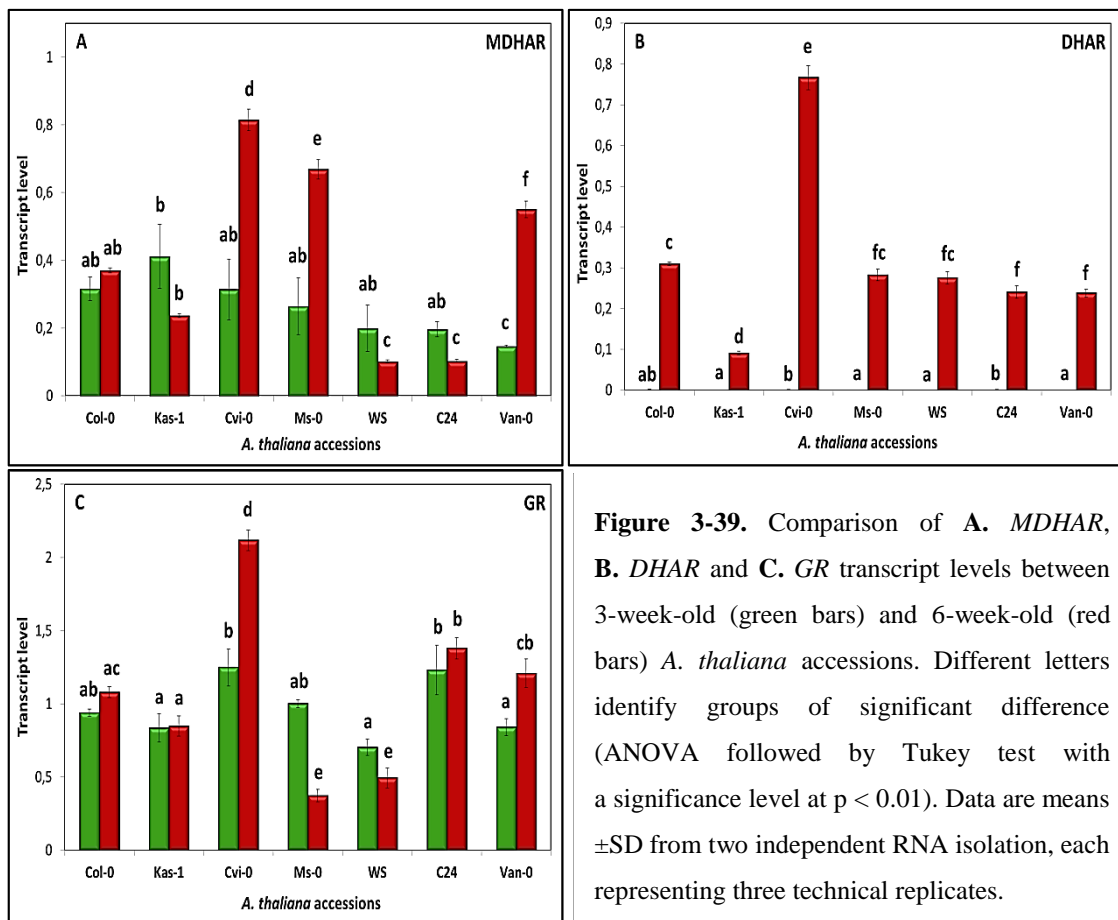 A
MDHAR
Transcript level
1
0,8
0,6
0,4
0,2
0
ab ab b b ab d ab e ab c ab c c f
Col-0 Kas-1 Cvi-0 Ms-0 WS C24 Van-0
A. thaliana accessions
B
DHAR
Transcript level
0,9
0,8
0,7
0,6
0,5
0,4
0,3
0,2
0,1
0
ab c a d b e a fc a fc b f a f
Col-0 Kas-1 Cvi-0 Ms-0 WS C24 Van-0
A. thaliana accessions
C
GR
Transcript level
2,5
2
1,5
1
0,5
0
ab ac a a b d ab e a e b b a cb
Col-0 Kas-1 Cvi-0 Ms-0 WS C24 Van-0
A. thaliana accessions
Figure 3-39. Comparison of A. MDHAR,
B. DHAR and C. GR transcript levels between
3-week-old (green bars) and 6-week-old (red
bars) A. thaliana accessions. Different letters
identify groups of significant difference
(ANOVA followed by Tukey test with
a significance level at p < 0.01). Data are means
±SD from two independent RNA isolation, each
representing three technical replicates.